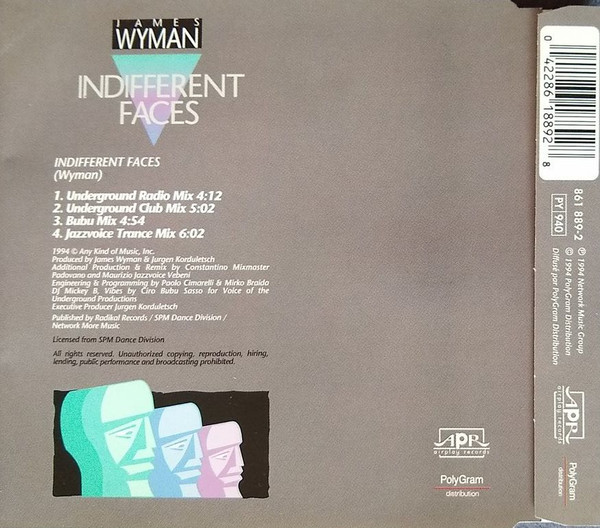 JAMES
WYMAN
INDIFFERENT
FACES
INDIFFERENT FACES
(Wyman)
1. Underground Radio Mix 4:12
2. Underground Club Mix 5:02
3. Bubu Mix 4:54
4. Jazzvoice Trance Mix 6:02
1994 © Any Kind of Music, Inc.
Produced by James Wyman & Jurgen Korduletsch
Additional Production & Remix by Constantino Mixmaster
Padovano and Maurizio Jazzvoice Vebeni
Engineering & Programming by Paolo Cimarelli & Mirko Braida
DJ Mickey B. Vibes by Ciro Bubu Sasso for Voice of the
Underground Productions
Executive Producer Jurgen Korduletsch
Published by Radikal Records / SPM Dance Division /
Network More Music
Licensed from SPM Dance Division
All rights reserved. Unauthorized copying, reproduction, hiring,
lending, public performance and broadcasting prohibited.
APR
airplay records
PolyGram
distribution
0 42286 18892 8
861 889-2
PY 940
℗ 1994 Network Music Group
© 1994 PolyGram Distribution
Diffusé par PolyGram Distribution
APR
airplay records
PolyGram
distribution